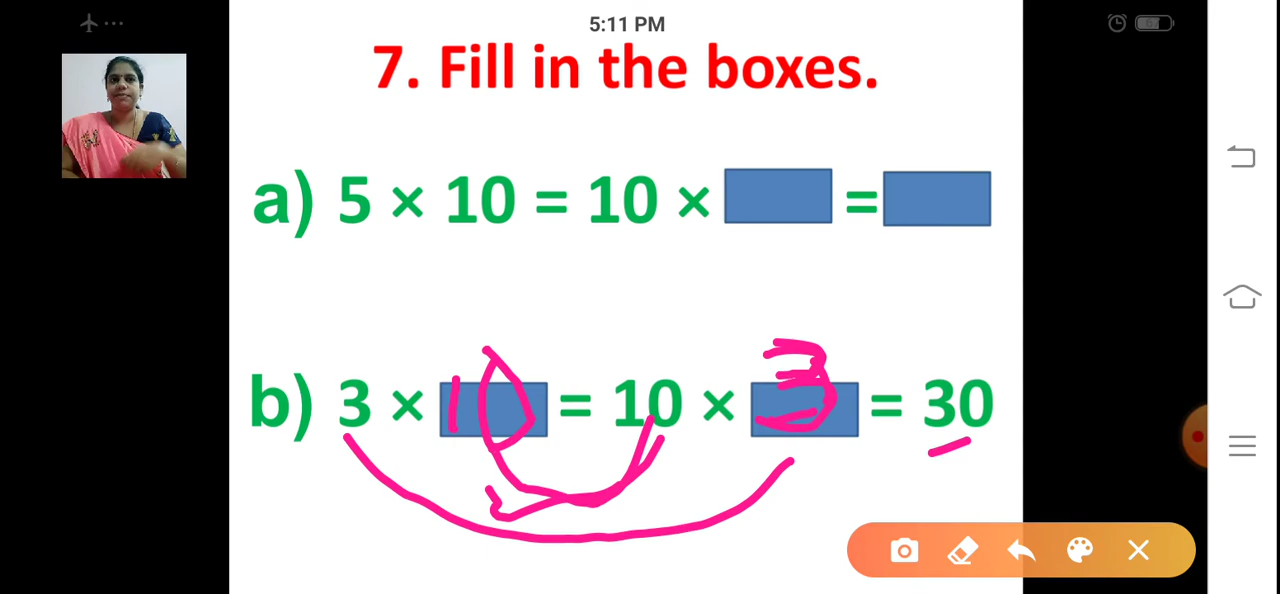 5:11 PM
7. Fill in the boxes.
a) 5 × 10 = 10 × =
b) 3 × 10 = 10 × 3 = 30